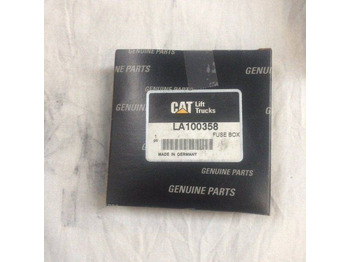 GENUINE PARTS
GENUINE PARTS
GENUINE
GENUINE PARTS
CAT Lift Trucks
LA100358
FUSE BOX
MADE IN GERMANY
GENUINE PARTS
GENUINE PARTS